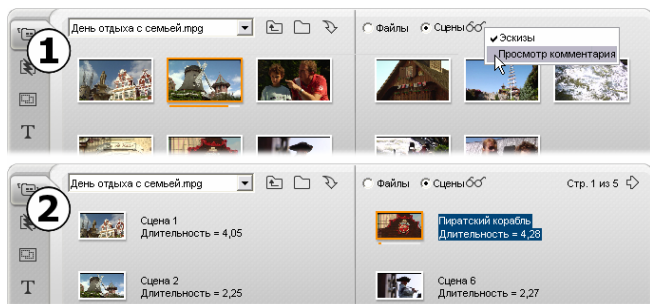 1
День отдыха с семьей.mpg
Файлы Сцены
Эскизы
Просмотр комментария
T
2
День отдыха с семьей.mpg
Файлы Сцены Стр. 1 из 5
Сцена 1
Длительность = 4,05
Пиратский корабль
Длительность = 4,28
T
Сцена 2
Длительность = 2,25
Сцена 6
Длительность = 2,27